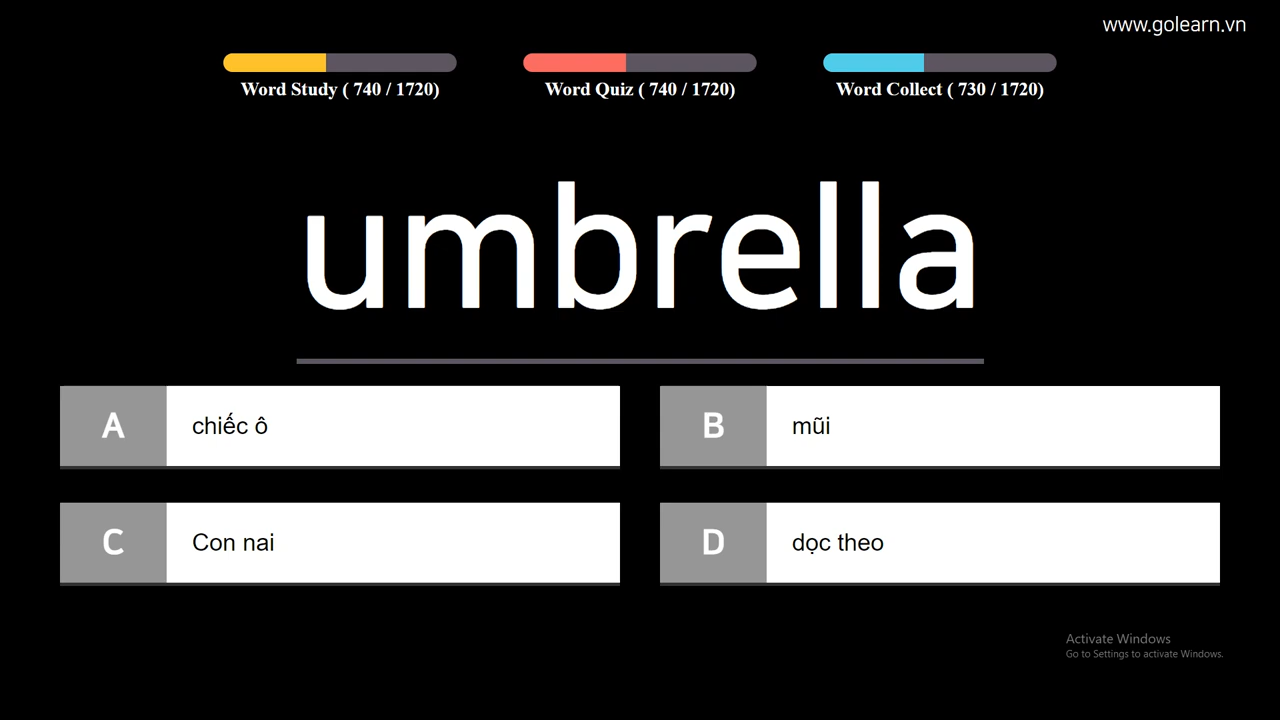 www.golearn.vn
Word Study ( 740 / 1720)
Word Quiz ( 740 / 1720)
Word Collect ( 730 / 1720)
umbrella
A chiếc ô
B mũi
C Con nai
D dọc theo
Activate Windows
Go to Settings to activate Windows.